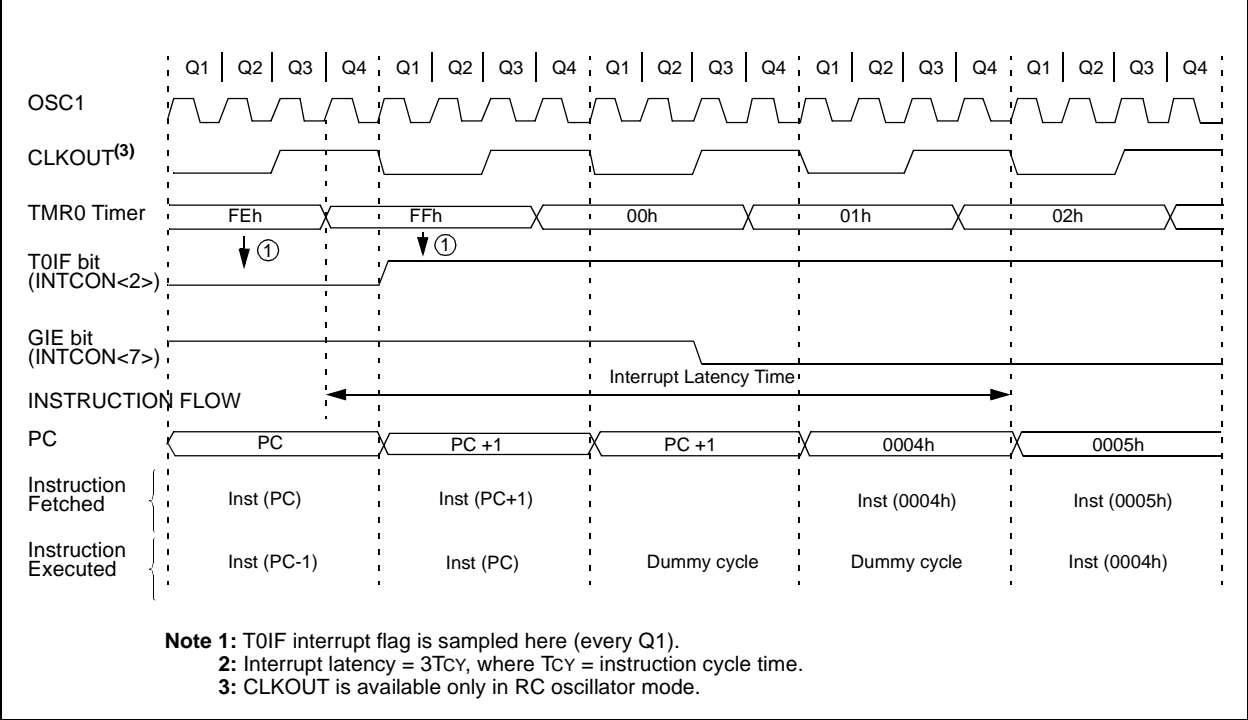 Q1 Q2 Q3 Q4 Q1 Q2 Q3 Q4 Q1 Q2 Q3 Q4 Q1 Q2 Q3 Q4 Q1 Q2 Q3 Q4
OSC1
CLKOUT(3)
TMR0 Timer FEh FFh 00h 01h 02h
1 1
T0IF bit
(INTCON<2>)
GIE bit
(INTCON<7>)
Interrupt Latency Time
INSTRUCTION FLOW
PC PC PC +1 PC +1 0004h 0005h
Instruction
Fetched Inst (PC) Inst (PC+1) Inst (0004h) Inst (0005h)
Instruction
Executed Inst (PC-1) Inst (PC) Dummy cycle Dummy cycle Inst (0004h)
Note 1: T0IF interrupt flag is sampled here (every Q1).
2: Interrupt latency = 3TCY, where TCY = instruction cycle time.
3: CLKOUT is available only in RC oscillator mode.